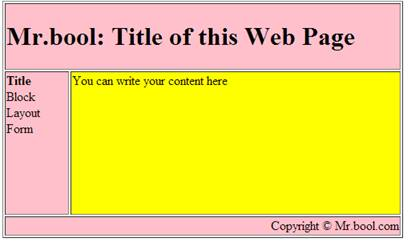 Mr.bool: Title of this Web Page
Title
Block
Layout
Form
You can write your content here
Copyright © Mr.bool.com